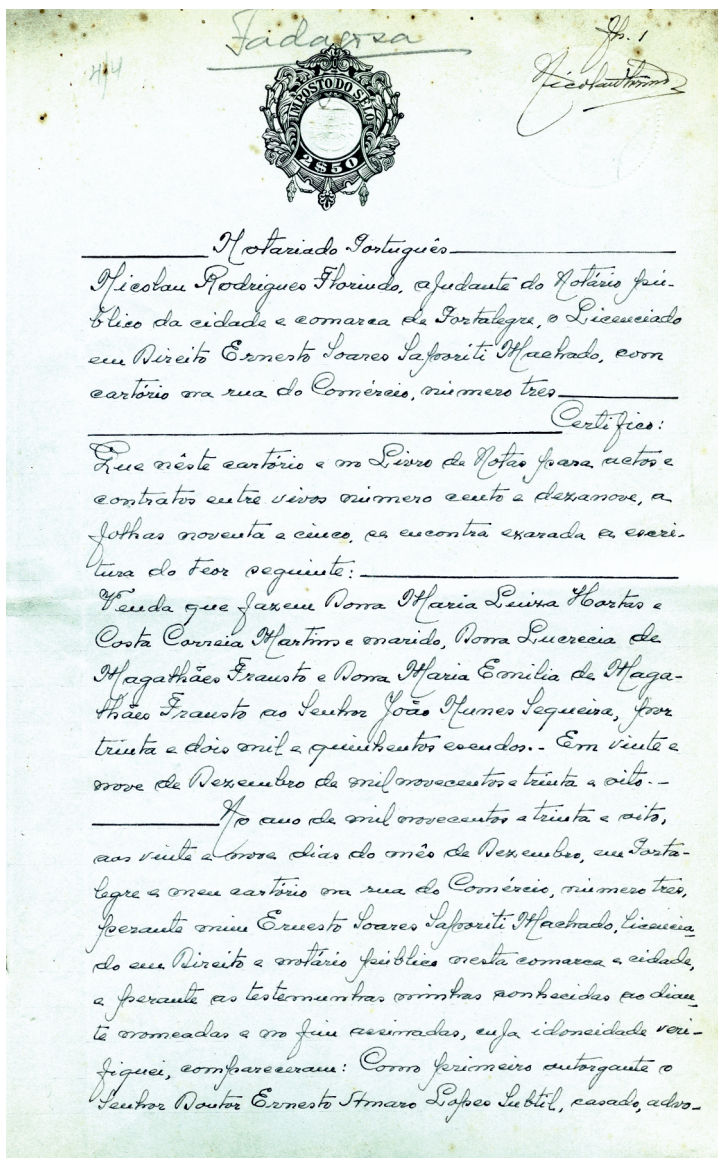 Fadagosa
4/4
fls. 1
Nicolau Florindo
IMPOSTO DO SELO
2$50
Notariado Português
Nicolau Rodrigues Florindo, ajudante do Notário pú-
blico da cidade e comarca de Portalegre, o Licenciado
em Direito Ernesto Soares Saporiti Machado, com
cartório na rua do Comércio, número tres
Certifico:
Que nêste cartório e no Livro de Notas para actos e
contratos entre vivos número cento e dezanove, a
folhas noventa e cinco, se encontra exarada a escri-
tura do teor seguinte:
Venda que fazem Dona Maria Luiza Hortas e
Costa Correia Martins e marido, Dona Lucrecia de
Magalhães Frausto e Dona Maria Emilia de Maga-
lhães Frausto ao Senhor João Nunes Sequeira, por
trinta e dois mil e quinhentos escudos.- Em vinte e
nove de Dezembro de mil novecentos e trinta e oito.-
No ano de mil novecentos e trinta e oito,
aos vinte e nove dias do mês de Dezembro, em Porta-
legre e meu cartório na rua do Comércio, número tres,
perante mim Ernesto Soares Saporiti Machado, licencia-
do em Direito e notário público nesta comarca e cidade,
e perante as testemunhas minhas conhecidas ao dian-
te nomeadas e no fim assinadas, cuja idoneidade veri-
fiquei, compareceram: Como primeiro outorgante o
Senhor Doutor Ernesto Amaro Lopes Subtil, casado, advo-